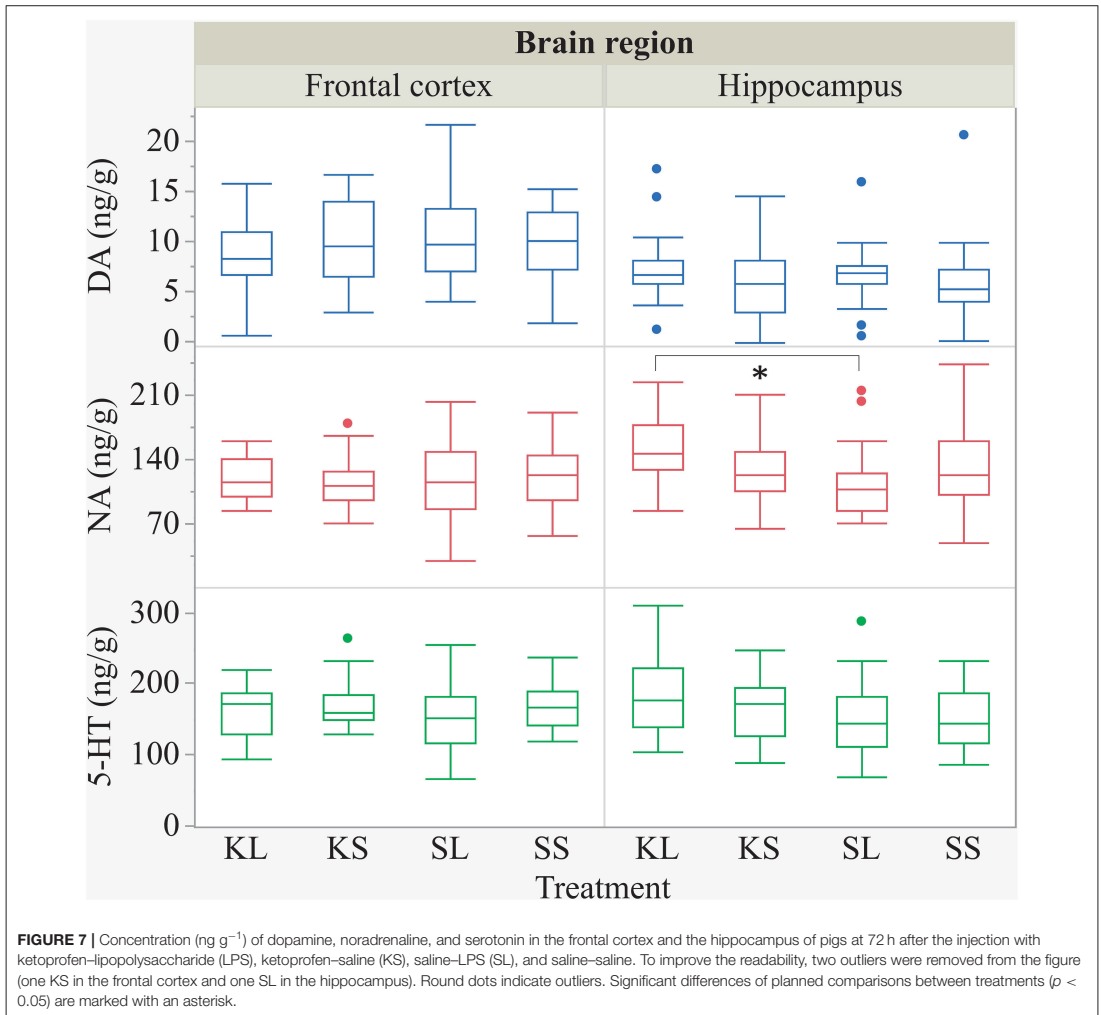 Brain region
Frontal cortex Hippocampus
DA (ng/g)
20
15
10
5
0
NA (ng/g)
210
140
70
*
5-HT (ng/g)
300
200
100
0
KL KS SL SS KL KS SL SS
Treatment
FIGURE 7 | Concentration (ng g⁻¹) of dopamine, noradrenaline, and serotonin in the frontal cortex and the hippocampus of pigs at 72 h after the injection with
ketoprofen–lipopolysaccharide (LPS), ketoprofen–saline (KS), saline–LPS (SL), and saline–saline. To improve the readability, two outliers were removed from the figure
(one KS in the frontal cortex and one SL in the hippocampus). Round dots indicate outliers. Significant differences of planned comparisons between treatments (p <
0.05) are marked with an asterisk.